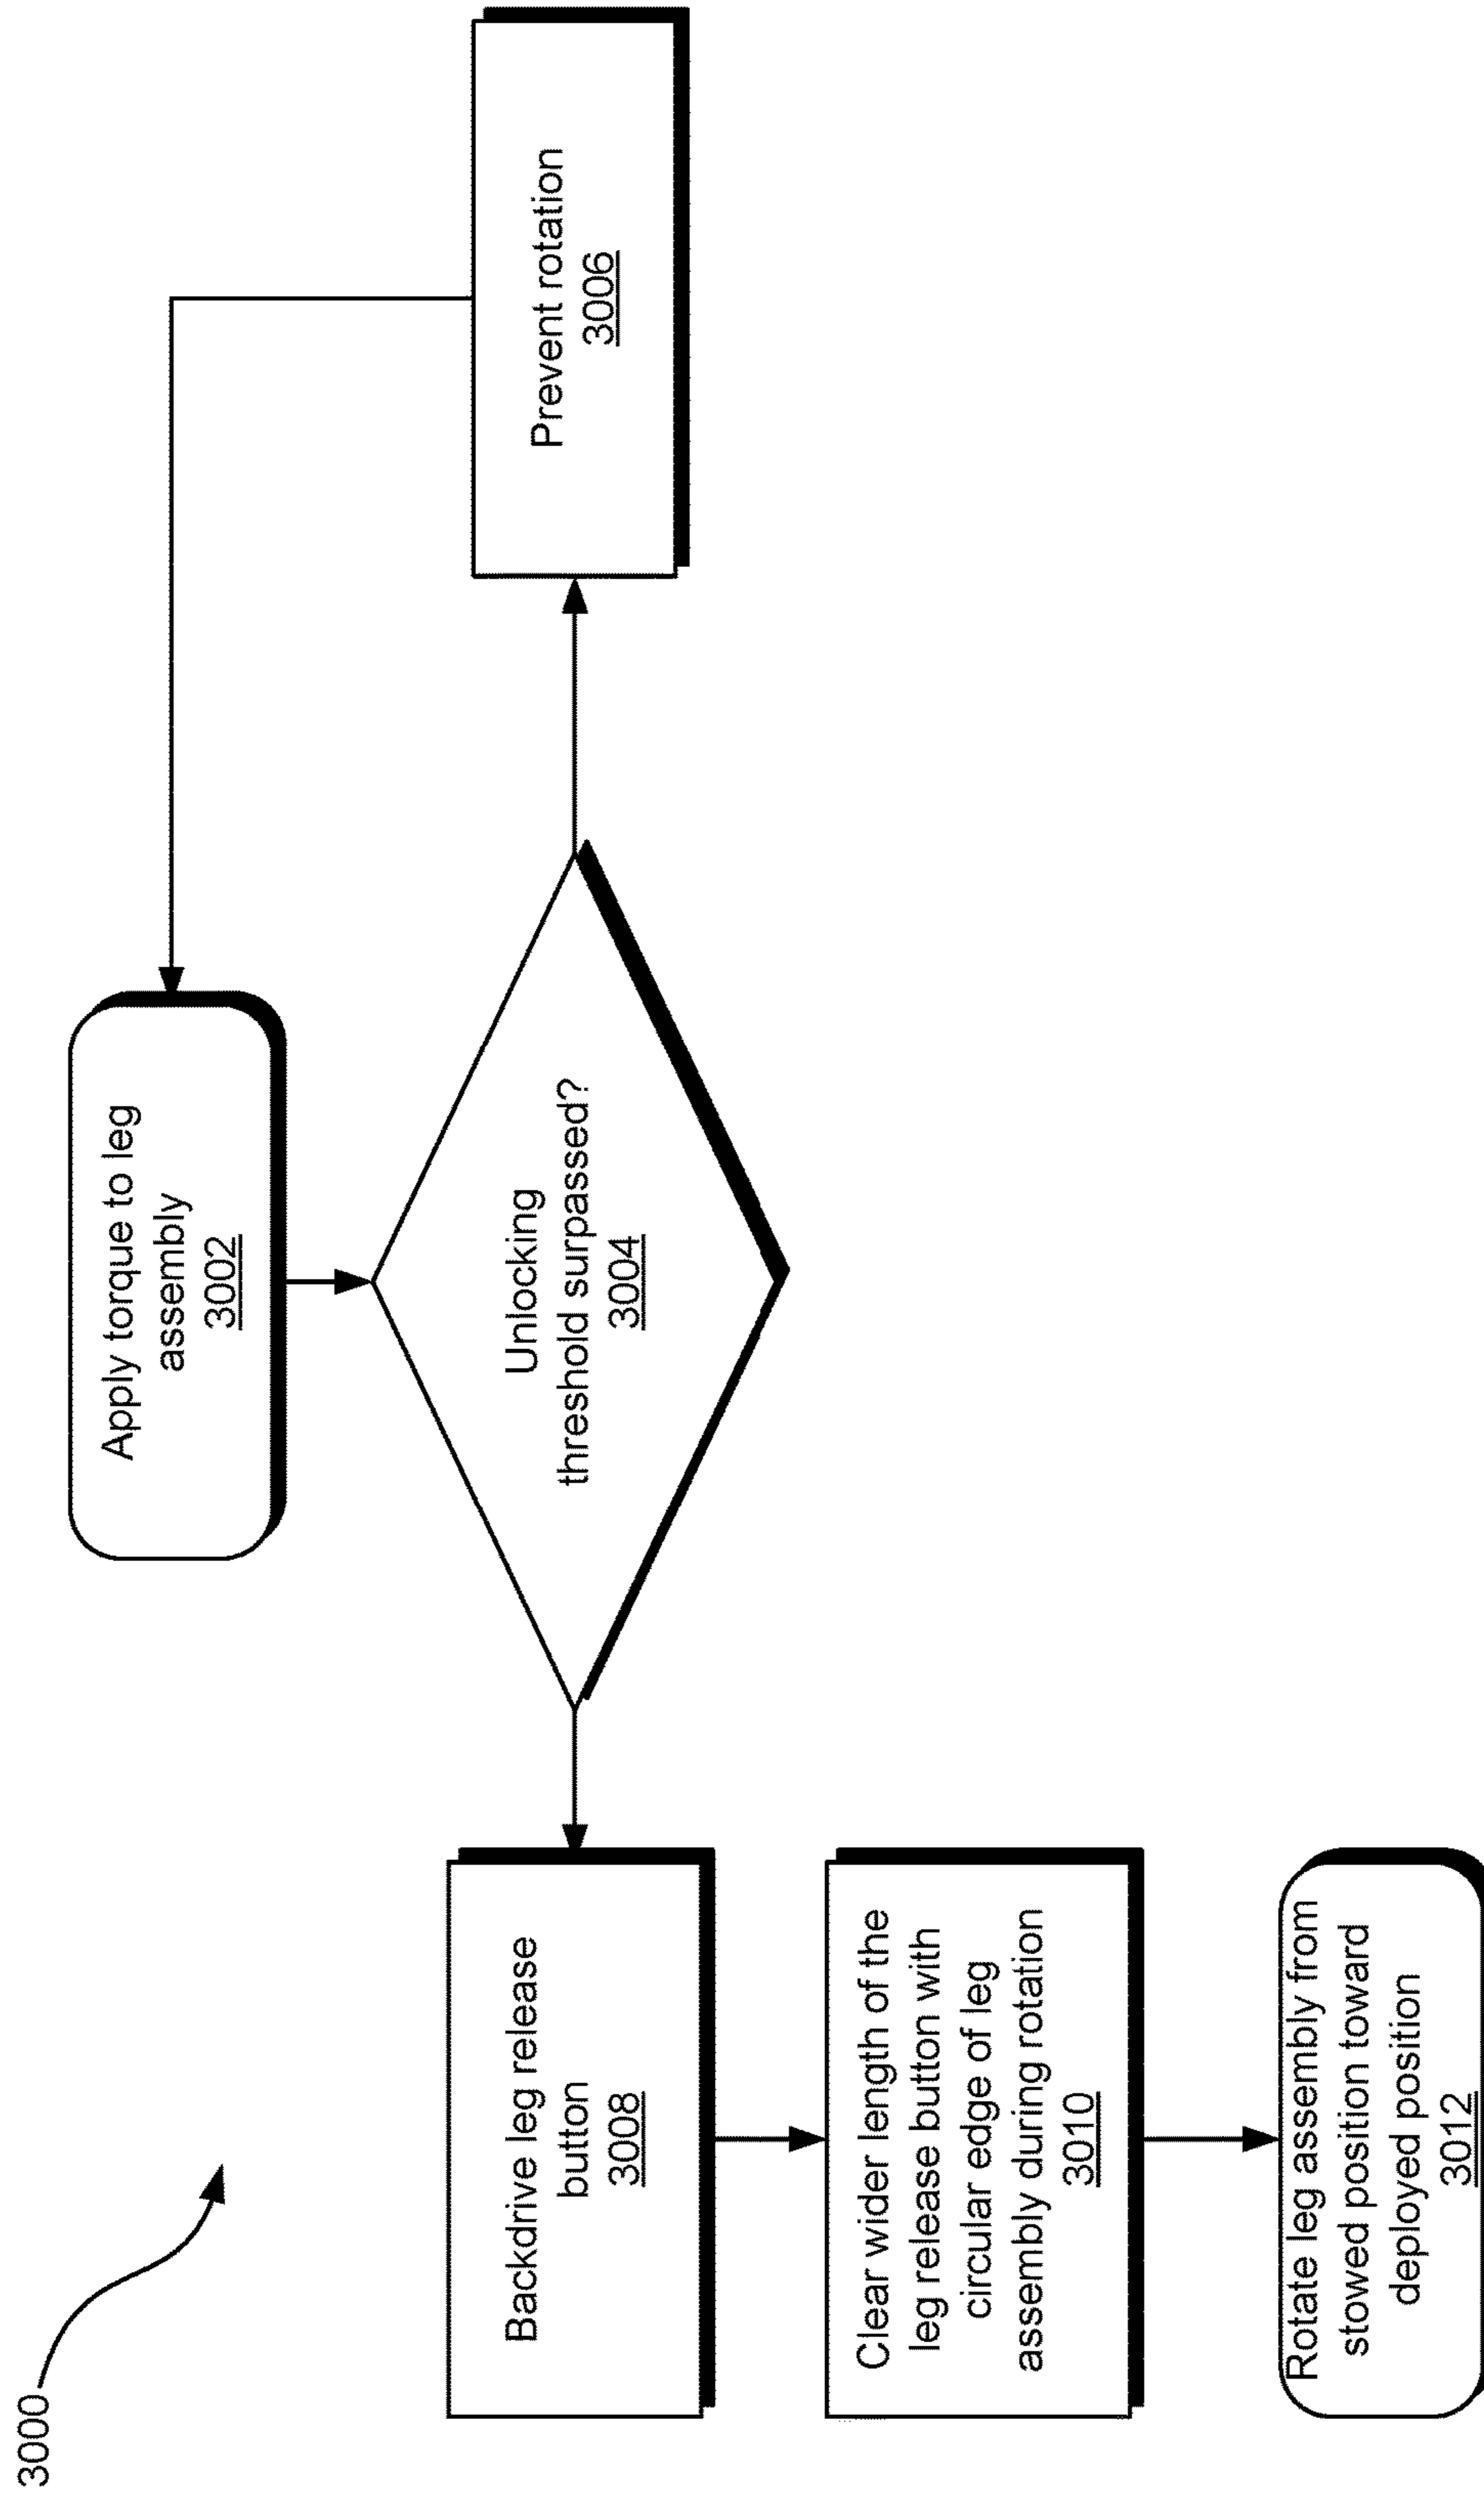 3000
Apply torque to leg
assembly
3002
Unlocking
threshold surpassed?
3004
Prevent rotation
3006
Backdrive leg release
button
3008
Clear wider length of the
leg release button with
circular edge of leg
assembly during rotation
3010
Rotate leg assembly from
stowed position toward
deployed position
3012